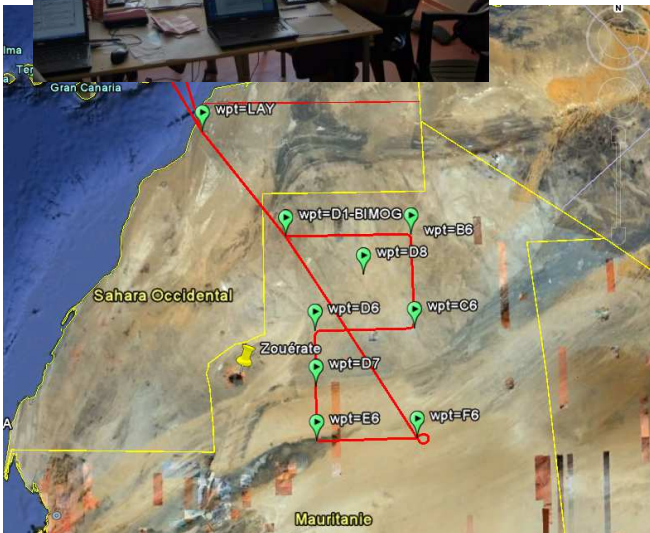 N
lma
Ter
a
Gran Canaria
wpt=LAY
wpt=D1-BIMOG
wpt=B6
wpt=D8
Sahara Occidental
wpt=D6
wpt=C6
Zouérate
wpt=D7
wpt=E6
wpt=F6
A
Mauritanie